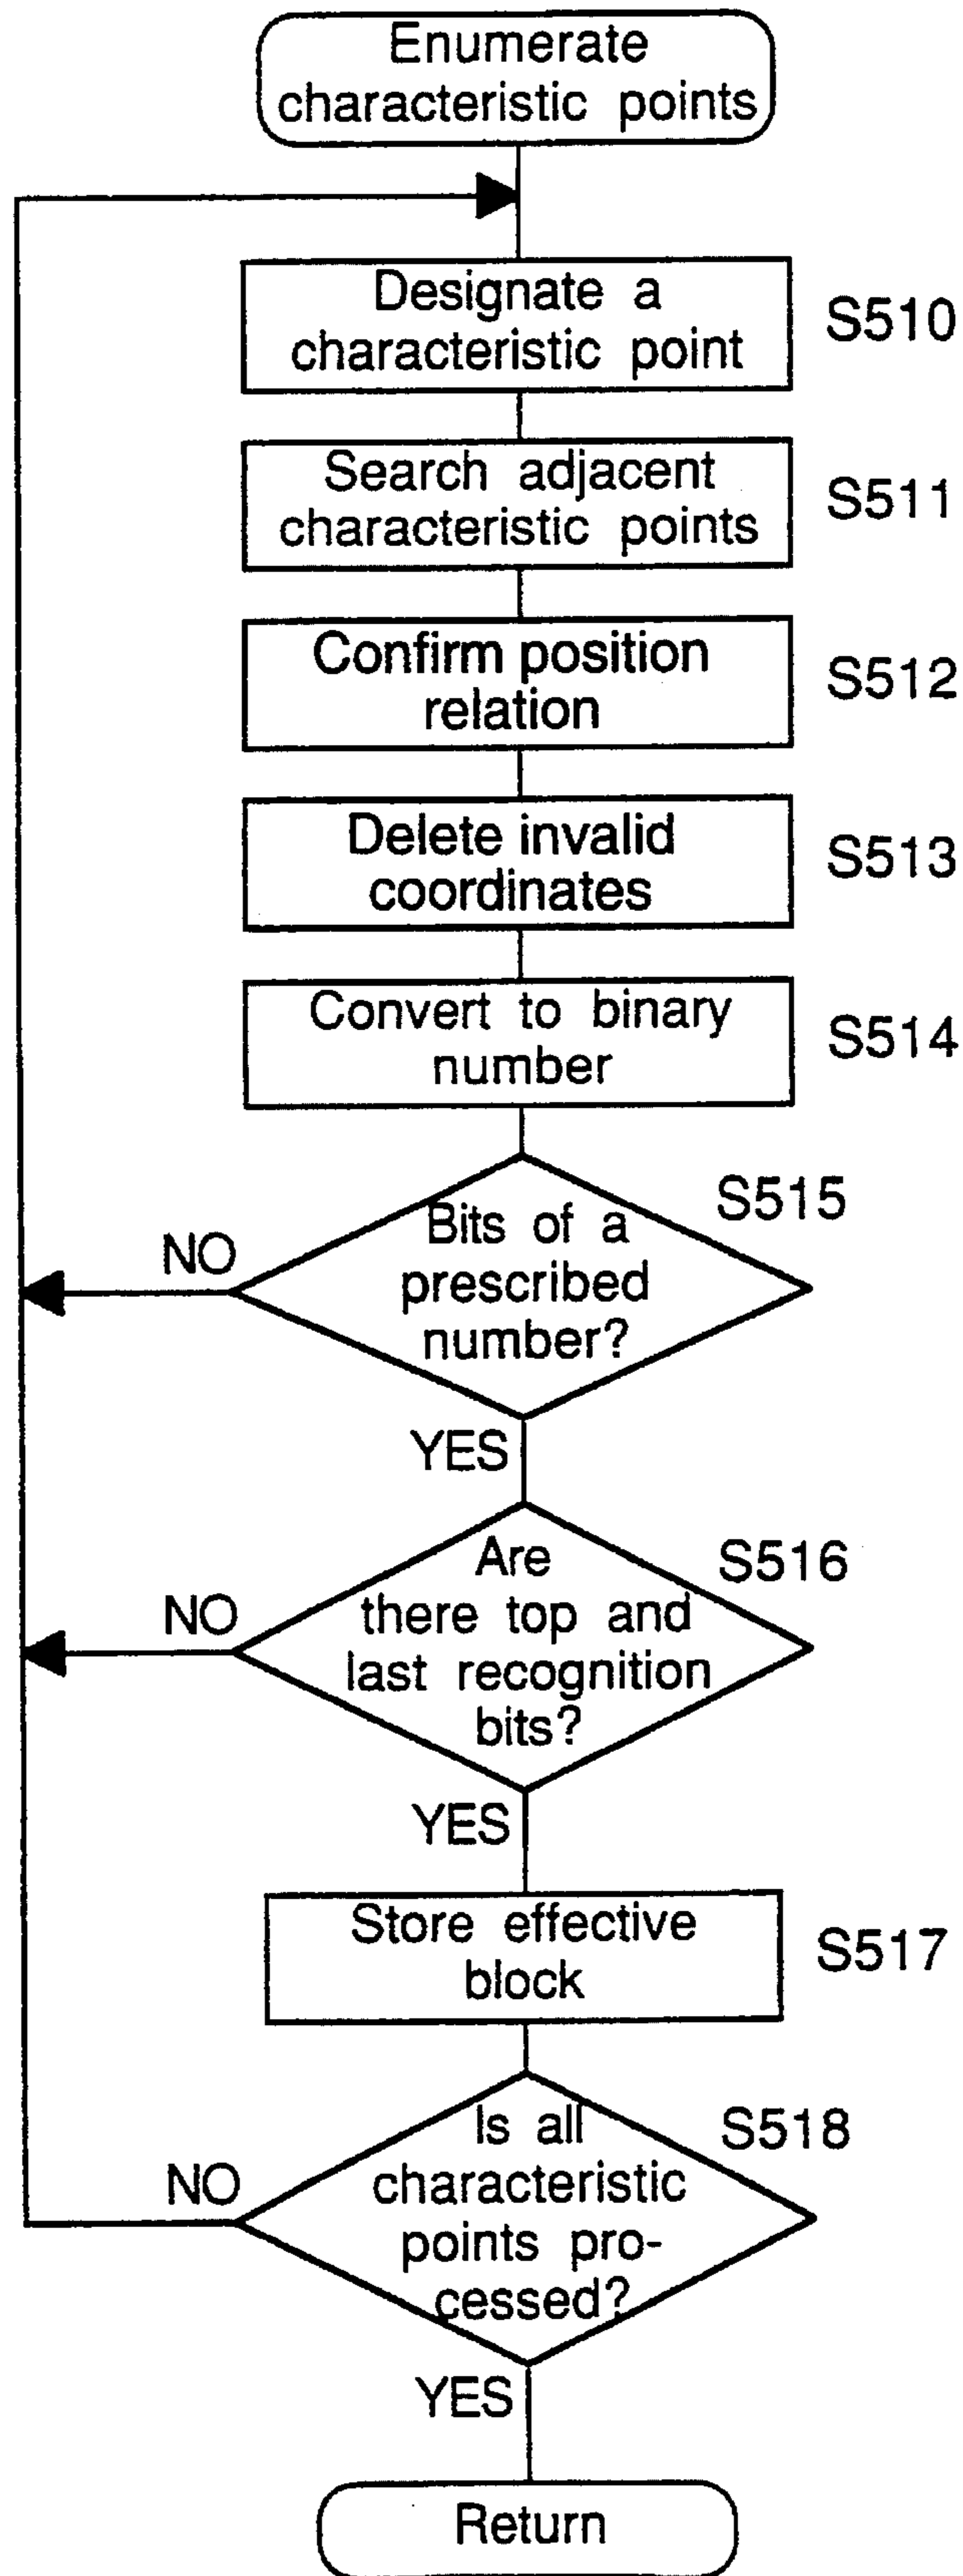 Enumerate
characteristic points
Designate a
characteristic point
S510
Search adjacent
characteristic points
S511
Confirm position
relation
S512
Delete invalid
coordinates
S513
Convert to binary
number
S514
S515
Bits of a
prescribed
number?
NO
YES
S516
Are
there top and
last recognition
bits?
NO
YES
Store effective
block
S517
S518
Is all
characteristic
points pro-
cessed?
NO
YES
Return